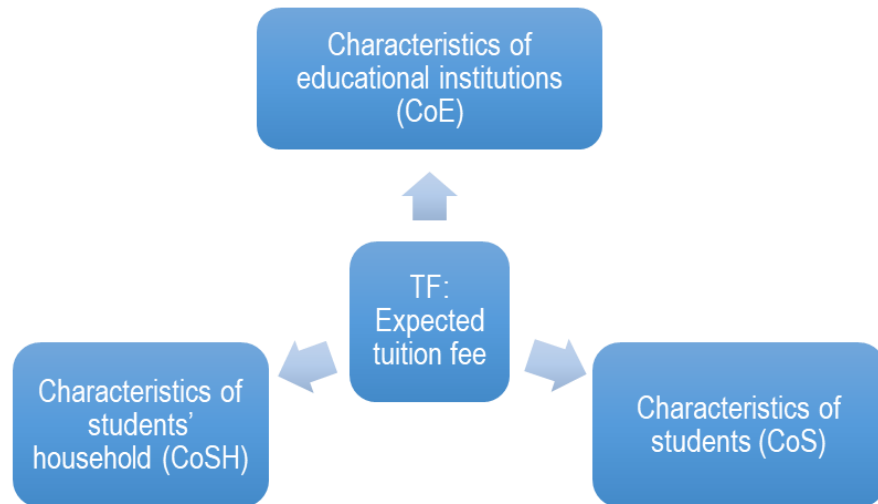 Characteristics of
educational institutions
(CoE)
TF:
Expected
tuition fee
Characteristics of
students’
household (CoSH)
Characteristics of
students (CoS)